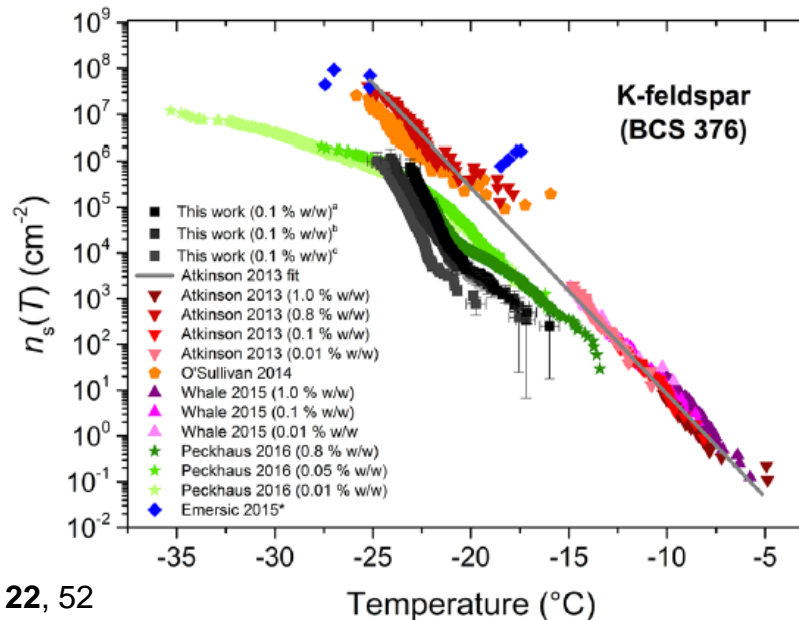 10⁹
10⁸
10⁷
10⁶
10⁵
10⁴
10³
10²
10¹
10⁰
10⁻¹
10⁻²
nₛ(T) (cm⁻²)
K-feldspar
(BCS 376)
This work (0.1 % w/w)ᵃ
This work (0.1 % w/w)ᵇ
This work (0.1 % w/w)ᶜ
Atkinson 2013 fit
Atkinson 2013 (1.0 % w/w)
Atkinson 2013 (0.8 % w/w)
Atkinson 2013 (0.1 % w/w)
Atkinson 2013 (0.01 % w/w)
O'Sullivan 2014
Whale 2015 (1.0 % w/w)
Whale 2015 (0.1 % w/w)
Whale 2015 (0.01 % w/w
Peckhaus 2016 (0.8 % w/w)
Peckhaus 2016 (0.05 % w/w)
Peckhaus 2016 (0.01 % w/w)
Emersic 2015*
-35 -30 -25 -20 -15 -10 -5
Temperature (°C)
22, 52